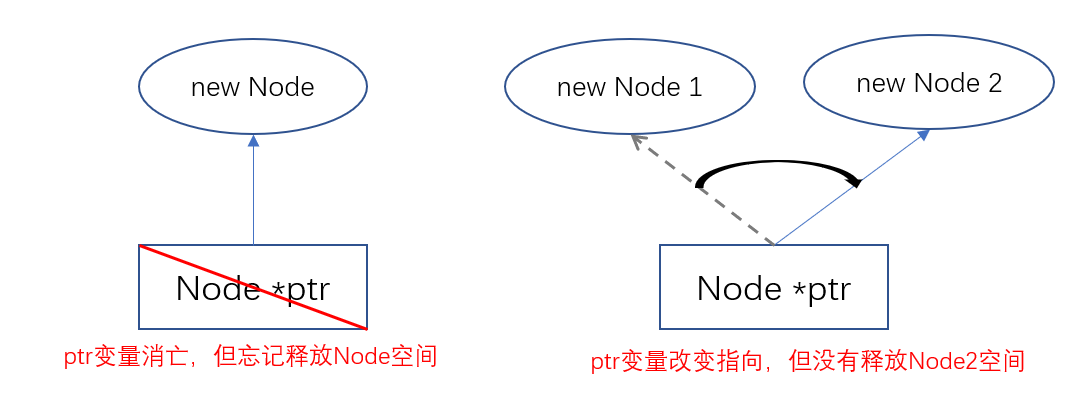 new Node
new Node 1
new Node 2
Node *ptr
Node *ptr
ptr变量消亡，但忘记释放Node空间
ptr变量改变指向，但没有释放Node2空间